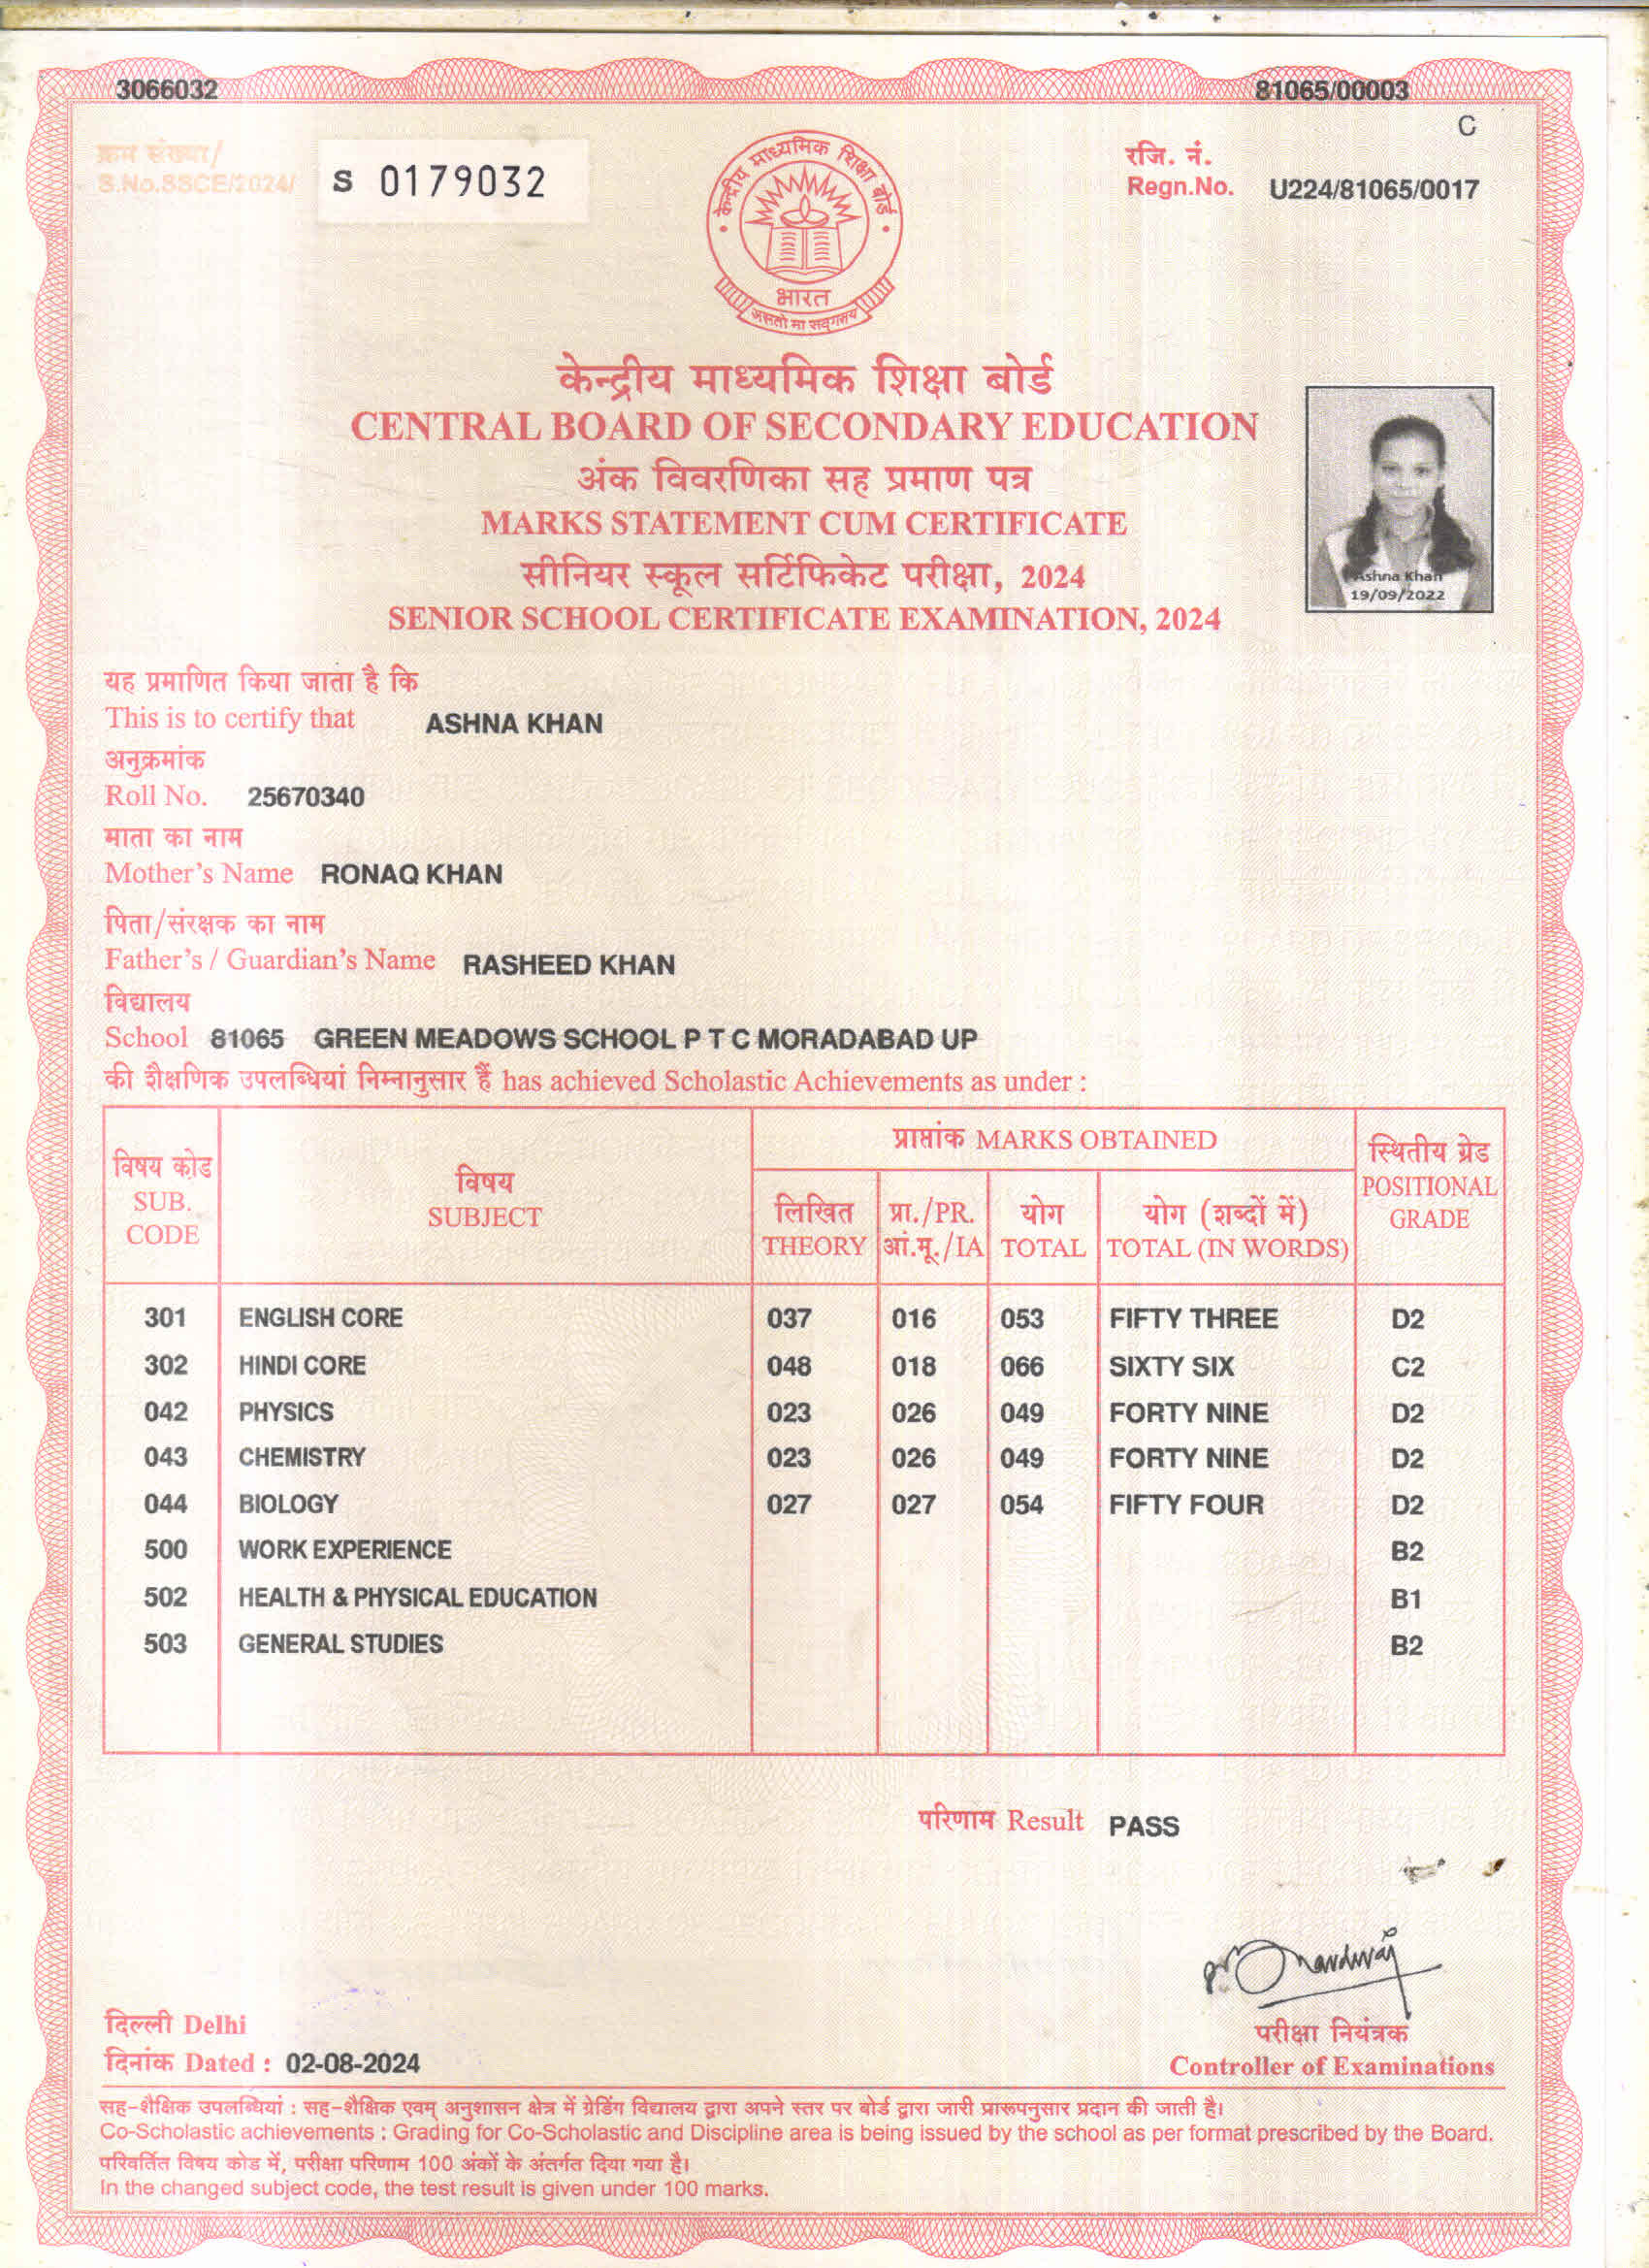 3066032
81065/00003
C
क्रम संख्या/
S.No.SSCE/2024/ S 0179032
रजि. नं.
Regn.No. U224/81065/0017
केन्द्रीय माध्यमिक शिक्षा बोर्ड
भारत
असतो मा सद्गमय
केन्द्रीय माध्यमिक शिक्षा बोर्ड
CENTRAL BOARD OF SECONDARY EDUCATION
अंक विवरणिका सह प्रमाण पत्र
MARKS STATEMENT CUM CERTIFICATE
सीनियर स्कूल सर्टिफिकेट परीक्षा, 2024
SENIOR SCHOOL CERTIFICATE EXAMINATION, 2024
Ashna Khan
19/09/2022
यह प्रमाणित किया जाता है कि
This is to certify that ASHNA KHAN
अनुक्रमांक
Roll No. 25670340
माता का नाम
Mother's Name RONAQ KHAN
पिता/संरक्षक का नाम
Father's / Guardian's Name RASHEED KHAN
विद्यालय
School 81065 GREEN MEADOWS SCHOOL P T C MORADABAD UP
की शैक्षणिक उपलब्धियां निम्नानुसार हैं has achieved Scholastic Achievements as under :
विषय कोड
SUB.
CODE
विषय
SUBJECT
प्राप्तांक MARKS OBTAINED
लिखित
THEORY
प्रा./PR.
आं.मू./IA
योग
TOTAL
योग (शब्दों में)
TOTAL (IN WORDS)
स्थितीय ग्रेड
POSITIONAL
GRADE
301 ENGLISH CORE 037 016 053 FIFTY THREE D2
302 HINDI CORE 048 018 066 SIXTY SIX C2
042 PHYSICS 023 026 049 FORTY NINE D2
043 CHEMISTRY 023 026 049 FORTY NINE D2
044 BIOLOGY 027 027 054 FIFTY FOUR D2
500 WORK EXPERIENCE B2
502 HEALTH & PHYSICAL EDUCATION B1
503 GENERAL STUDIES B2
परिणाम Result PASS
दिल्ली Delhi
दिनांक Dated : 02-08-2024
परीक्षा नियंत्रक
Controller of Examinations
सह-शैक्षिक उपलब्धियां : सह-शैक्षिक एवम् अनुशासन क्षेत्र में ग्रेडिंग विद्यालय द्वारा अपने स्तर पर बोर्ड द्वारा जारी प्रारूपनुसार प्रदान की जाती है।
Co-Scholastic achievements : Grading for Co-Scholastic and Discipline area is being issued by the school as per format prescribed by the Board.
परिवर्तित विषय कोड में, परीक्षा परिणाम 100 अंकों के अंतर्गत दिया गया है।
In the changed subject code, the test result is given under 100 marks.